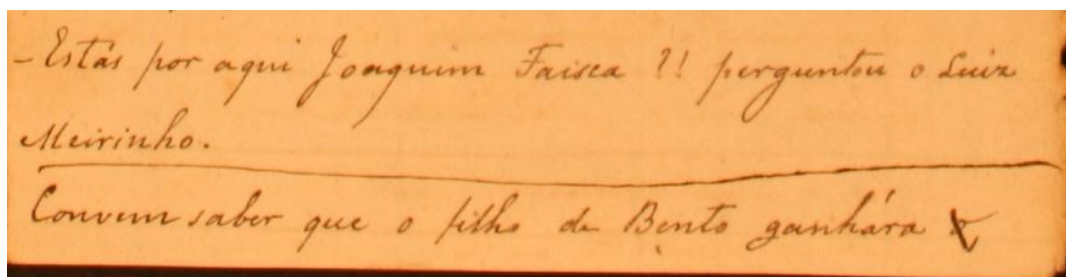 - Estás por aqui Joaquim Faisca ?! perguntou o Luiz
Meirinho.
Convem saber que o filho de Bento ganhára